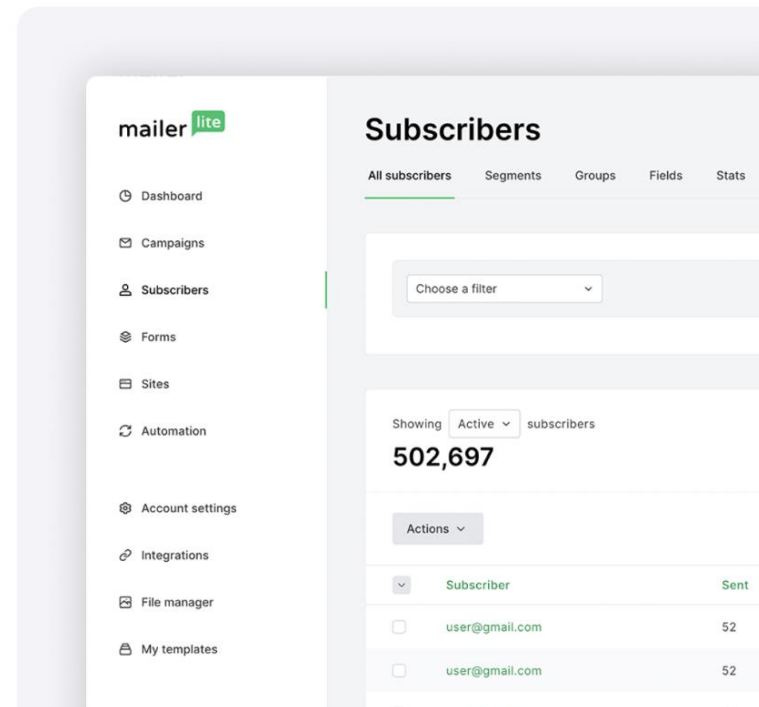 mailer lite
Dashboard
Campaigns
Subscribers
Forms
Sites
Automation
Account settings
Integrations
File manager
My templates
Subscribers
All subscribers Segments Groups Fields Stats
Choose a filter
Showing Active subscribers
502,697
Actions
Subscriber Sent
user@gmail.com 52
user@gmail.com 52